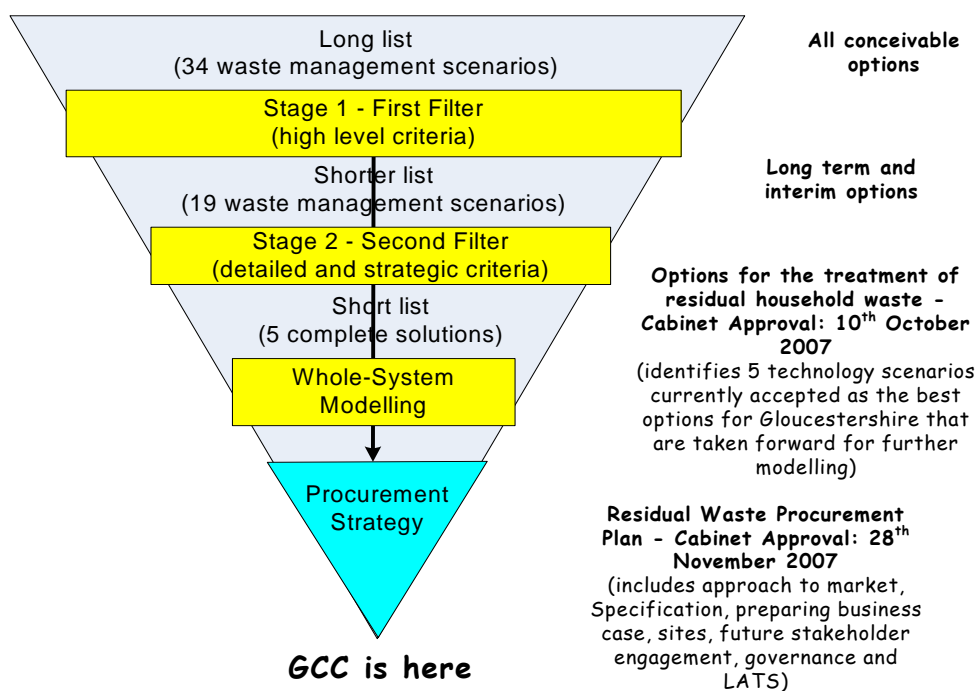 Long list
(34 waste management scenarios)
All conceivable
options
Stage 1 - First Filter
(high level criteria)
Shorter list
(19 waste management scenarios)
Long term and
interim options
Stage 2 - Second Filter
(detailed and strategic criteria)
Short list
(5 complete solutions)
Options for the treatment of
residual household waste -
Cabinet Approval: 10th October
2007
(identifies 5 technology scenarios
currently accepted as the best
options for Gloucestershire that
are taken forward for further
modelling)
Whole-System
Modelling
Procurement
Strategy
Residual Waste Procurement
Plan - Cabinet Approval: 28th
November 2007
(includes approach to market,
Specification, preparing business
case, sites, future stakeholder
engagement, governance and
LATS)
GCC is here